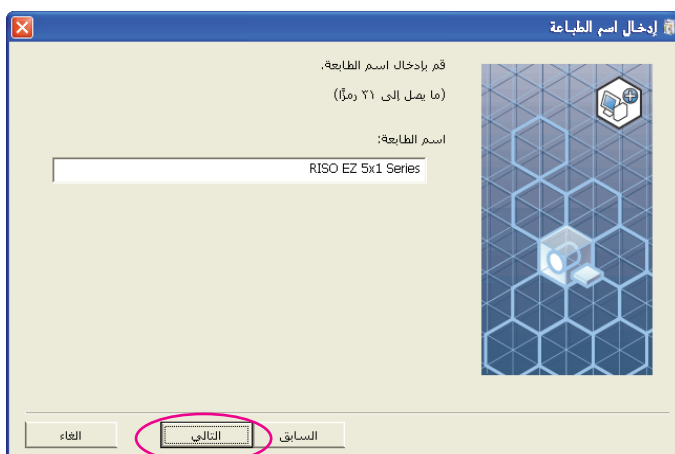 إدخال اسم الطباعة
قم بإدخال اسم الطابعة.
(ما يصل إلى ٣١ رمزًا)
اسم الطابعة:
RISO EZ 5x1 Series
السابق
التالي
الغاء